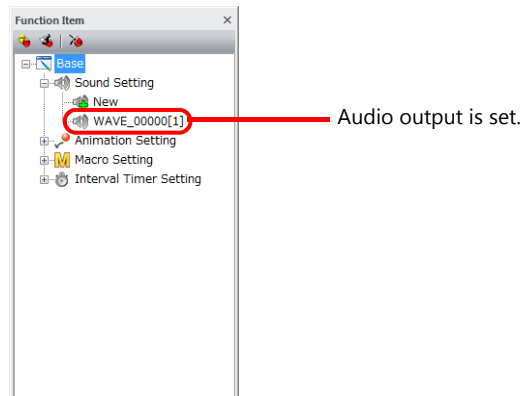 Function Item
Base
Sound Setting
New
WAVE_00000[1]
Audio output is set.
Animation Setting
Macro Setting
Interval Timer Setting